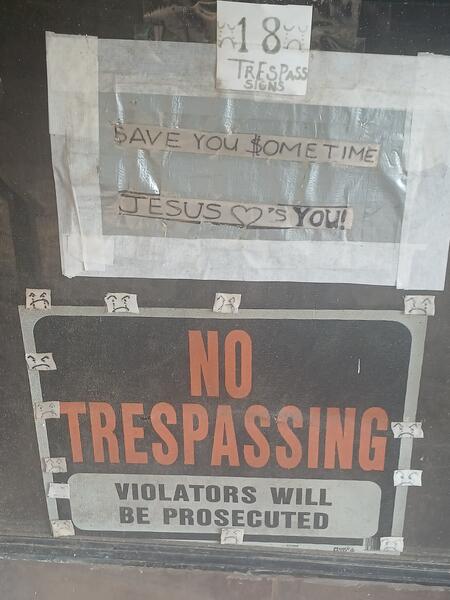 18
TRESPASS
SIGNS
$AVE YOU $OMETIME
JESUS ♡'S YOU!
NO
TRESPASSING
VIOLATORS WILL
BE PROSECUTED